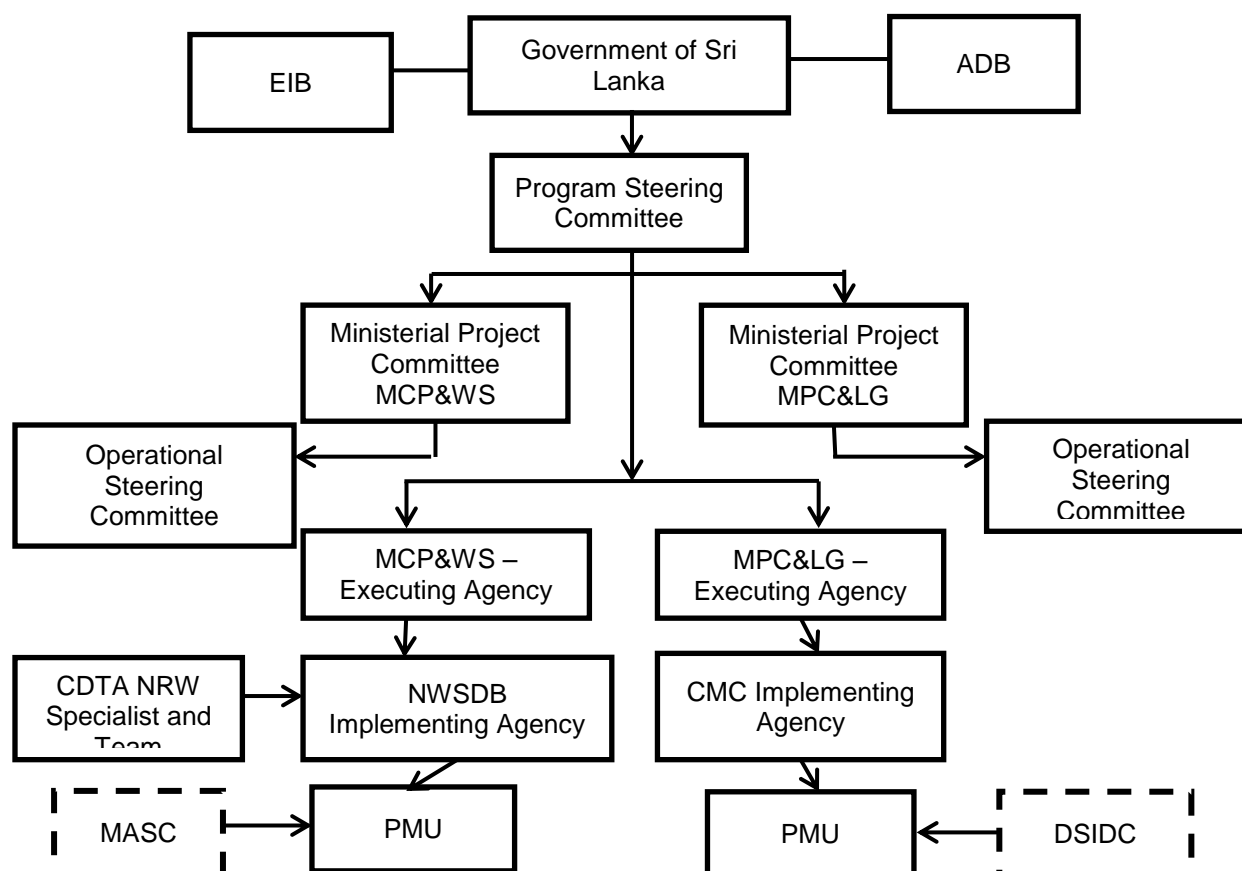 EIB
Government of Sri
Lanka
ADB
Program Steering
Committee
Ministerial Project
Committee
MCP&WS
Ministerial Project
Committee
MPC&LG
Operational
Steering
Committee
Operational
Steering
Committee
MCP&WS –
Executing Agency
MPC&LG –
Executing Agency
CDTA NRW
Specialist and
Team
NWSDB
Implementing Agency
CMC Implementing
Agency
MASC
PMU
PMU
DSIDC